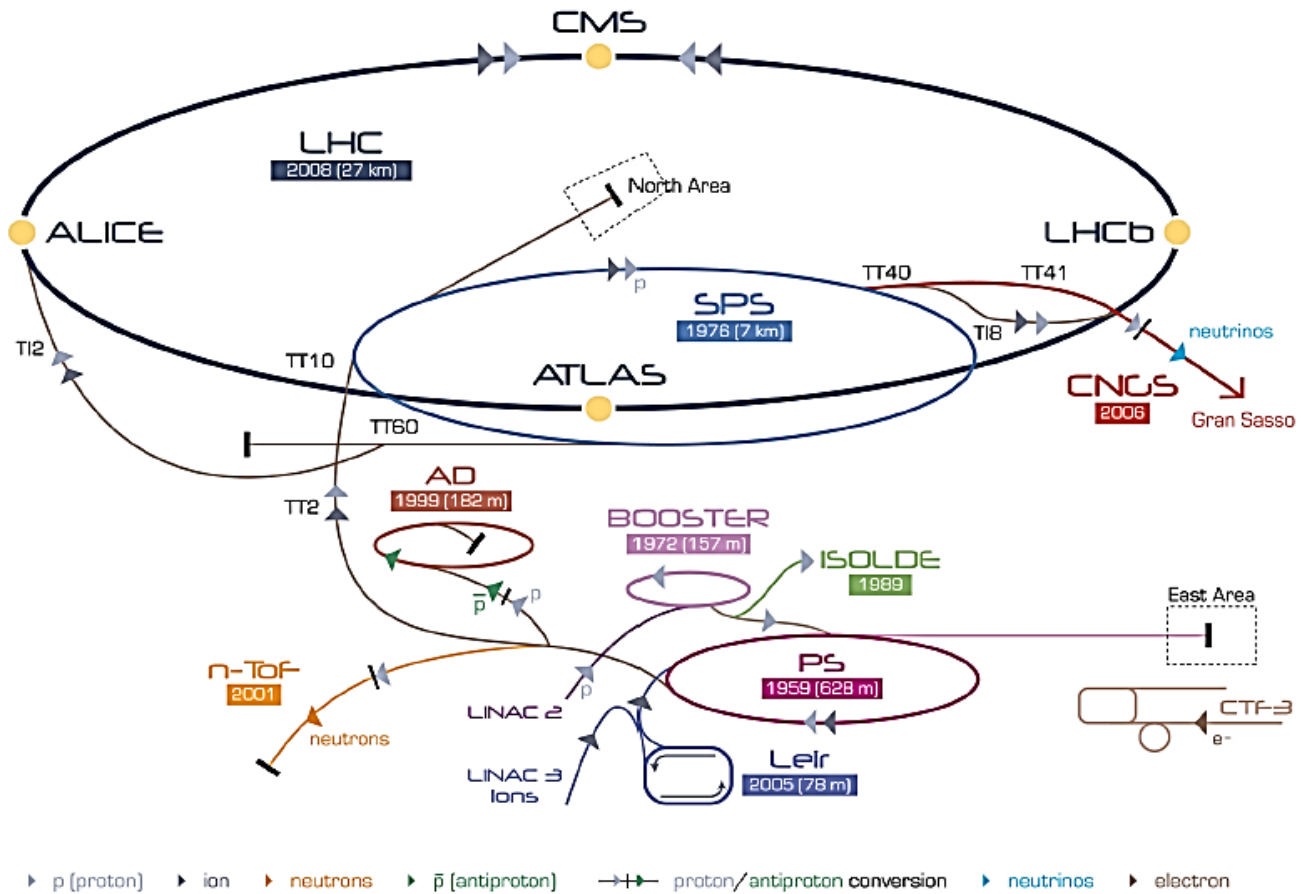 CMS
LHC
2008 (27 km)
North Area
ALICE
LHCb
TT40
TT41
p
SPS
1976 (7 km)
TI8
neutrinos
TI2
TT10
ATLAS
CNGS
2006
Gran Sasso
TT60
AD
1999 (182 m)
TT2
BOOSTER
1972 (157 m)
ISOLDE
1989
p̅
p
East Area
n-Tof
2001
PS
1959 (628 m)
p
LINAC 2
neutrons
CTF-3
e-
LINAC 3
Ions
Leir
2005 (78 m)
p (proton)
ion
neutrons
p̅ (antiproton)
proton/antiproton conversion
neutrinos
electron